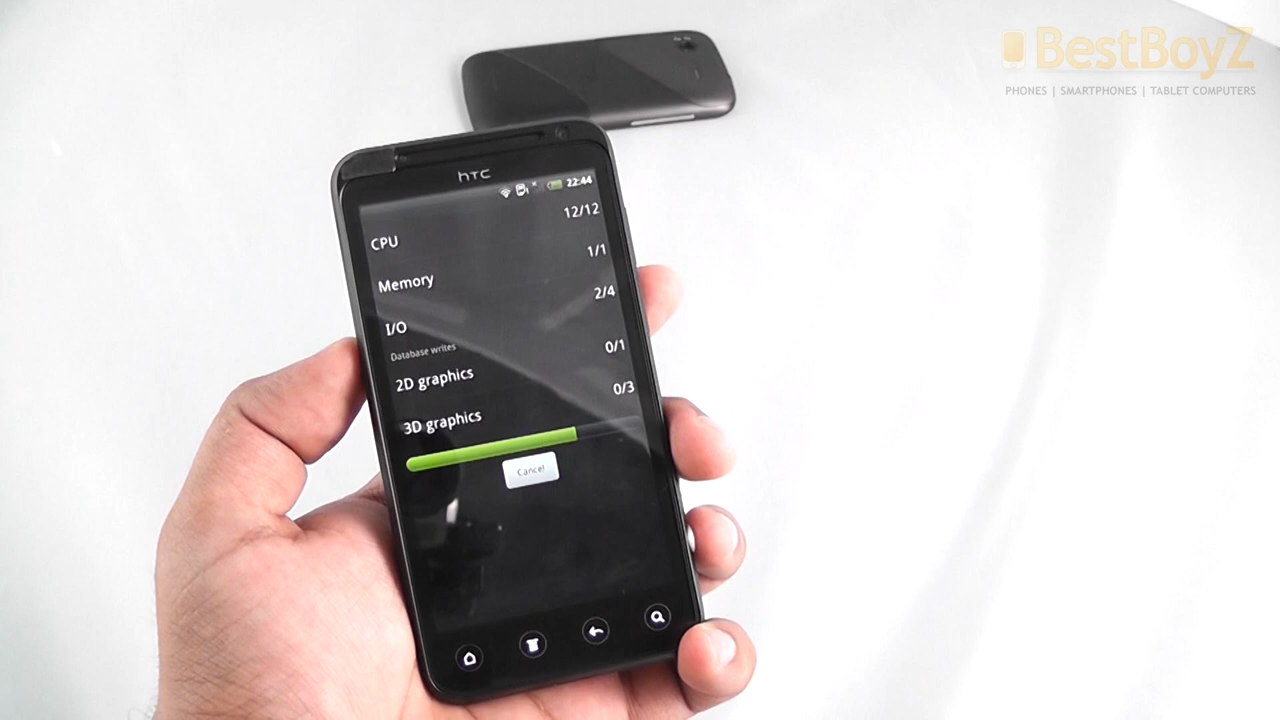 BestBoyZ
PHONES | SMARTPHONES | TABLET COMPUTERS
hTC
22:44
12/12
CPU
1/1
Memory
2/4
I/O
Database writes
0/1
2D graphics
0/3
3D graphics
Cancel